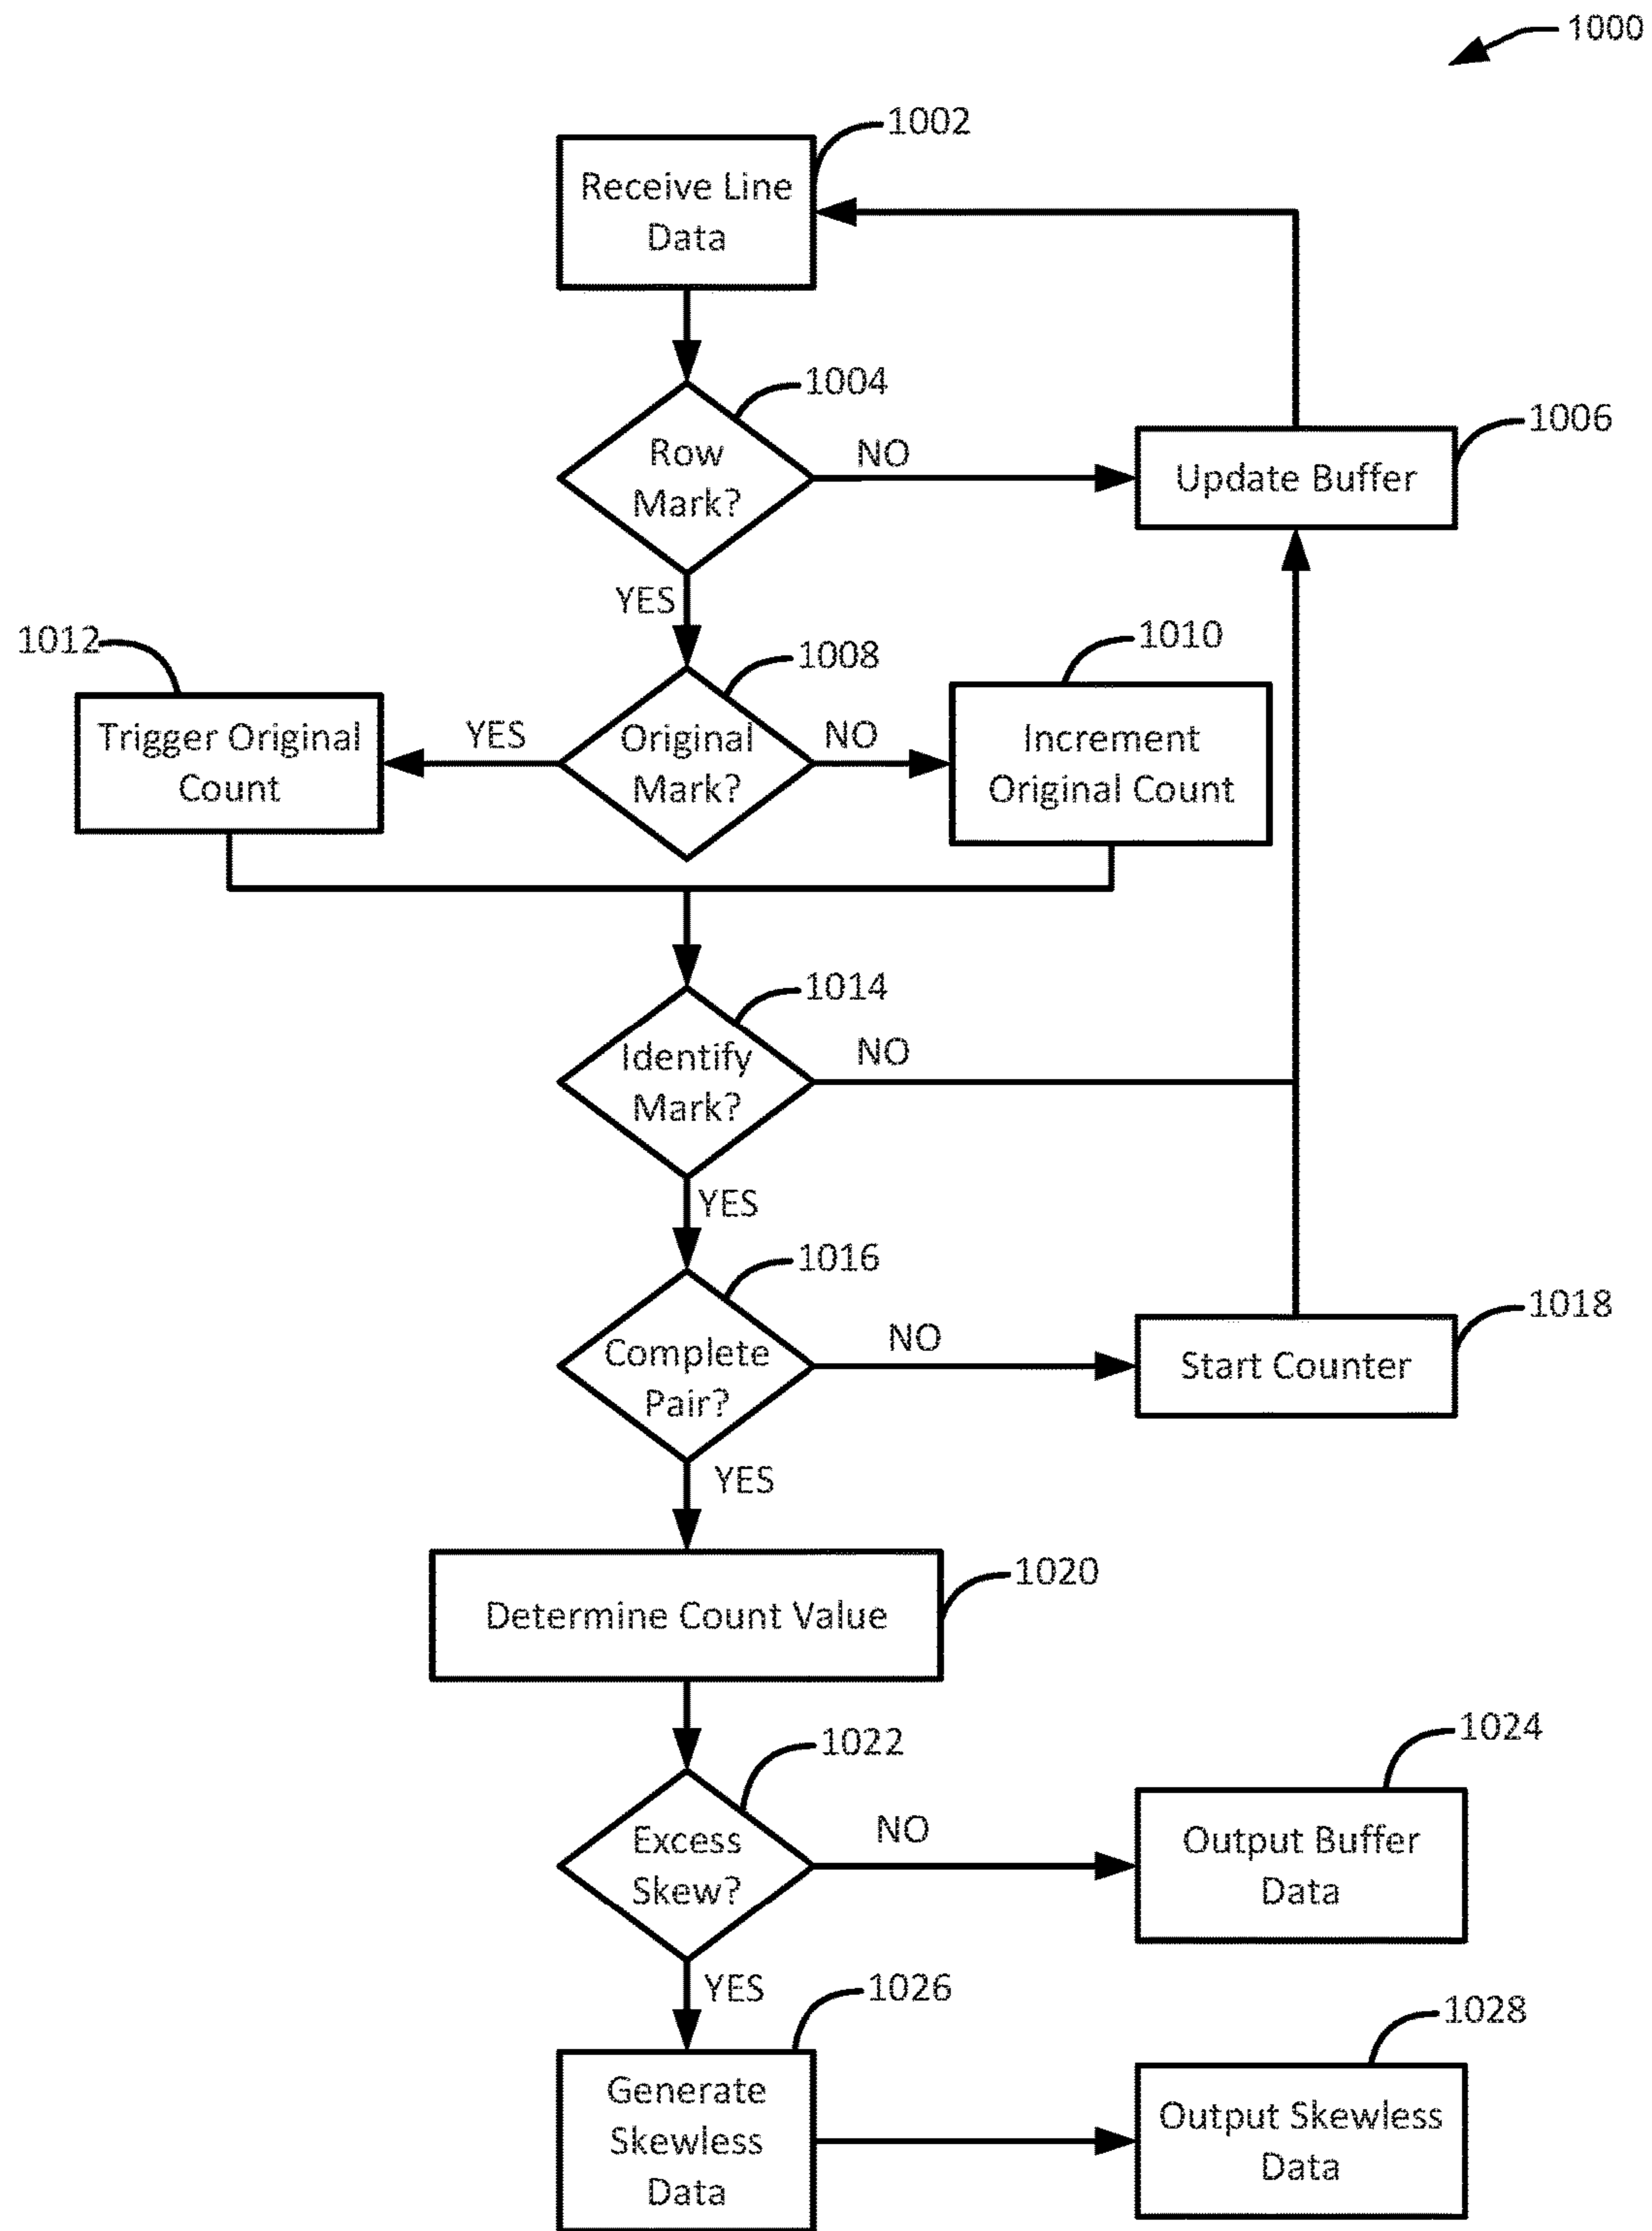 1000
1002
Receive Line
Data
1004
Row
Mark?
NO
1006
Update Buffer
YES
1012
Trigger Original
Count
YES
1008
Original
Mark?
NO
1010
Increment
Original Count
1014
Identify
Mark?
NO
YES
1016
Complete
Pair?
NO
1018
Start Counter
YES
1020
Determine Count Value
1022
Excess
Skew?
NO
1024
Output Buffer
Data
YES
1026
Generate
Skewless
Data
1028
Output Skewless
Data